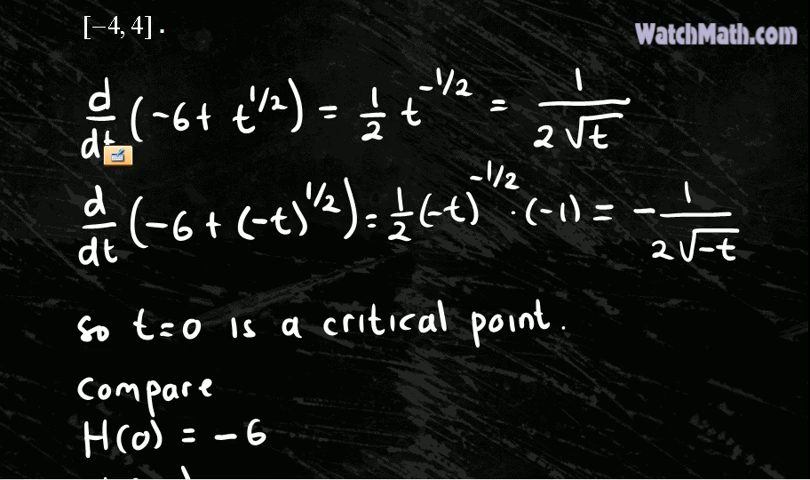 [−4, 4] .
WatchMath.com
d/dt (-6 + t^1/2) = 1/2 t^-1/2 = 1/(2√t)
d/dt (-6 + (-t)^1/2) = 1/2 (-t)^-1/2 · (-1) = - 1/(2√-t)
So t=0 is a critical point.
Compare
H(0) = -6